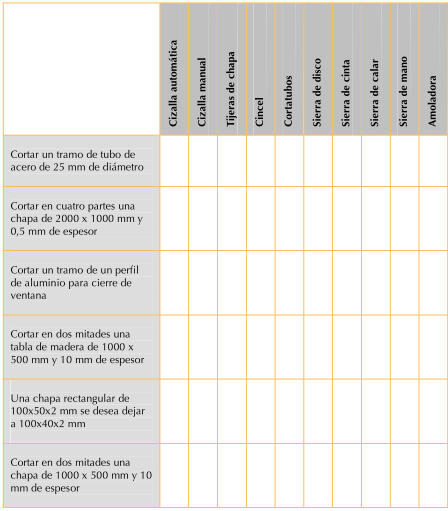 Cizalla automática
Cizalla manual
Tijeras de chapa
Cincel
Cortatubos
Sierra de disco
Sierra de cinta
Sierra de calar
Sierra de mano
Amoladora
Cortar un tramo de tubo de
acero de 25 mm de diámetro
Cortar en cuatro partes una
chapa de 2000 x 1000 mm y
0,5 mm de espesor
Cortar un tramo de un perfil
de aluminio para cierre de
ventana
Cortar en dos mitades una
tabla de madera de 1000 x
500 mm y 10 mm de espesor
Una chapa rectangular de
100x50x2 mm se desea dejar
a 100x40x2 mm
Cortar en dos mitades una
chapa de 1000 x 500 mm y 10
mm de espesor